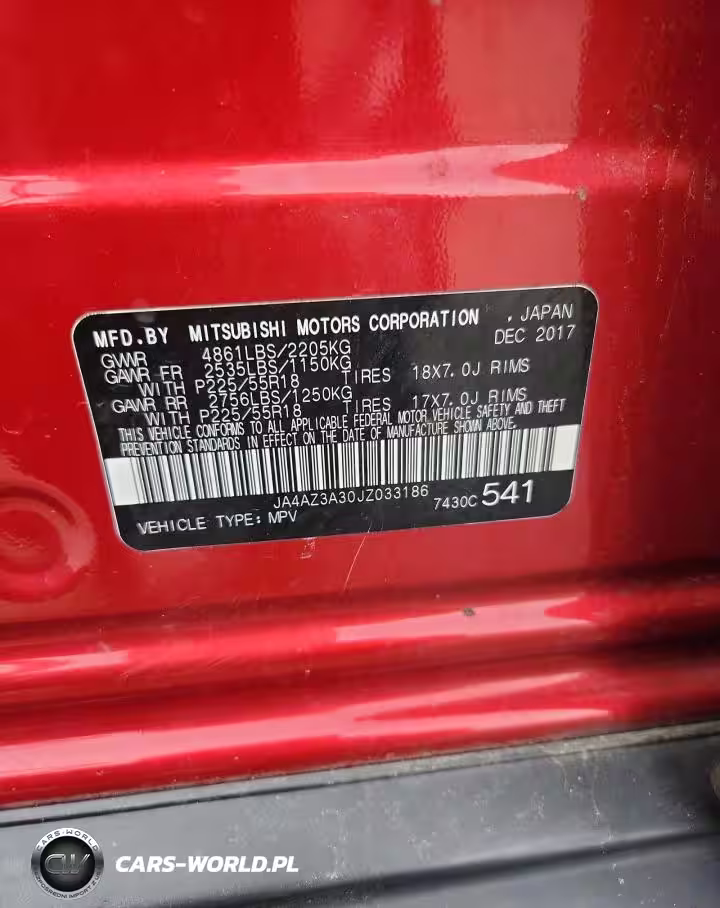 MFD.BY MITSUBISHI MOTORS CORPORATION , JAPAN
GVWR 4861LBS/2205KG DEC 2017
GAWR FR 2535LBS/1150KG
WITH P225/55R18 TIRES 18X7.0J RIMS
GAWR RR 2756LBS/1250KG
WITH P225/55R18 TIRES 17X7.0J RIMS
THIS VEHICLE CONFORMS TO ALL APPLICABLE FEDERAL MOTOR VEHICLE SAFETY AND THEFT
PREVENTION STANDARDS IN EFFECT ON THE DATE OF MANUFACTURE SHOWN ABOVE.
JA4AZ3A30JZ033186
7430C 541
VEHICLE TYPE: MPV
CARS-WORLD
CARS-WORLD.PL